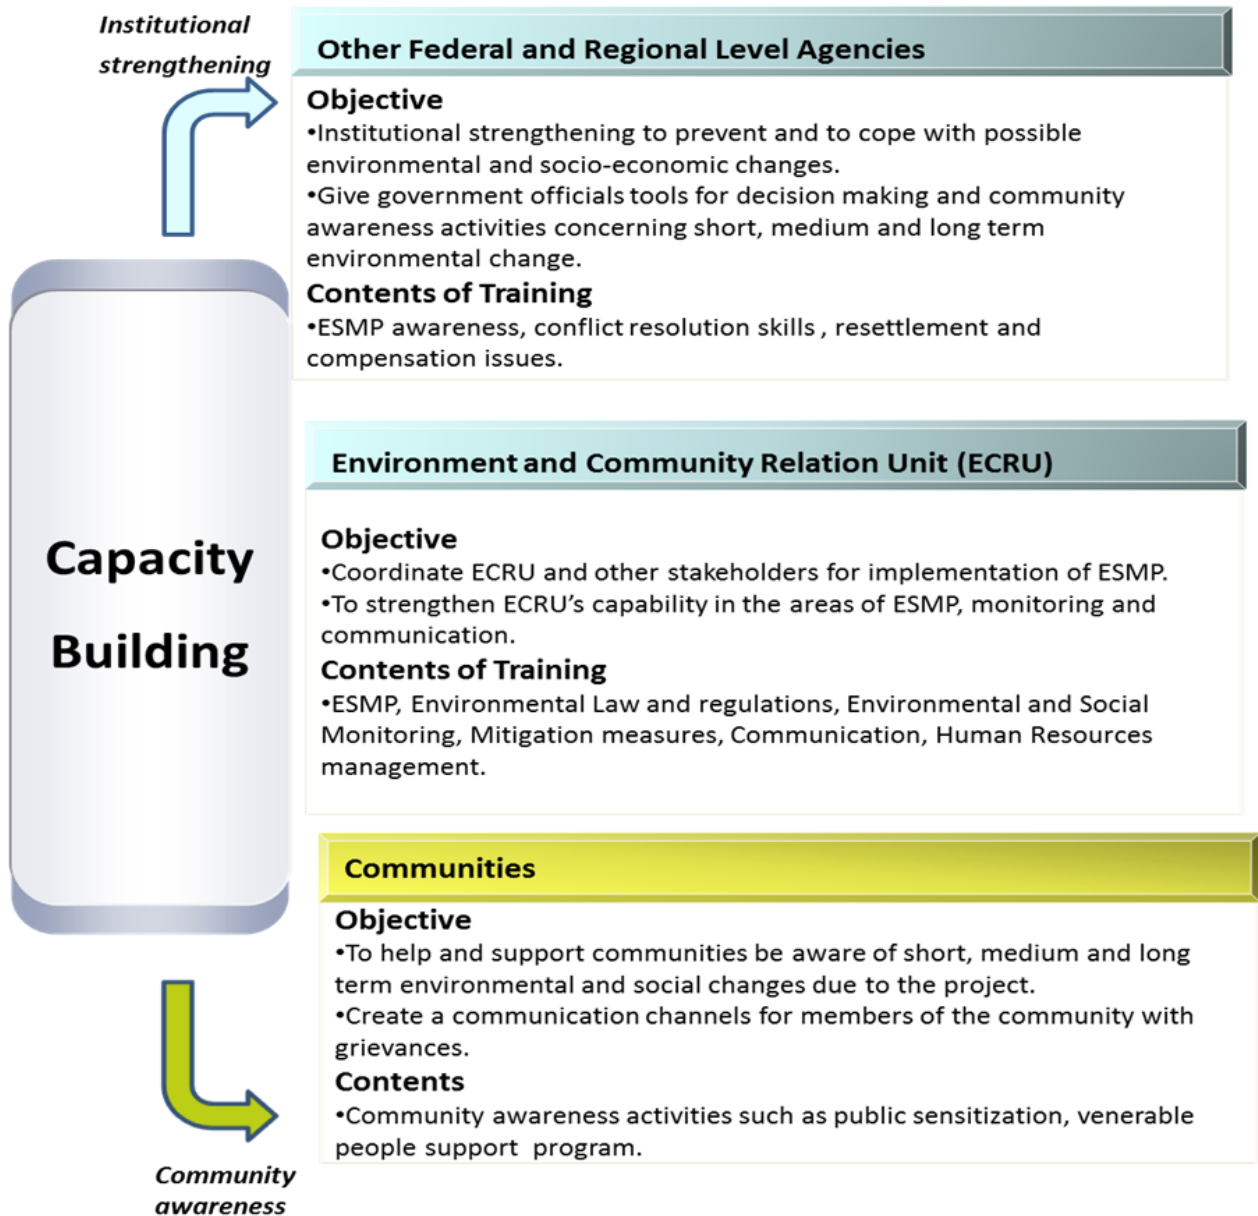 Institutional
strengthening
Other Federal and Regional Level Agencies
Objective
•Institutional strengthening to prevent and to cope with possible
environmental and socio-economic changes.
•Give government officials tools for decision making and community
awareness activities concerning short, medium and long term
environmental change.
Contents of Training
•ESMP awareness, conflict resolution skills , resettlement and
compensation issues.
Capacity
Building
Environment and Community Relation Unit (ECRU)
Objective
•Coordinate ECRU and other stakeholders for implementation of ESMP.
•To strengthen ECRU’s capability in the areas of ESMP, monitoring and
communication.
Contents of Training
•ESMP, Environmental Law and regulations, Environmental and Social
Monitoring, Mitigation measures, Communication, Human Resources
management.
Communities
Objective
•To help and support communities be aware of short, medium and long
term environmental and social changes due to the project.
•Create a communication channels for members of the community with
grievances.
Contents
•Community awareness activities such as public sensitization, venerable
people support  program.
Community
awareness